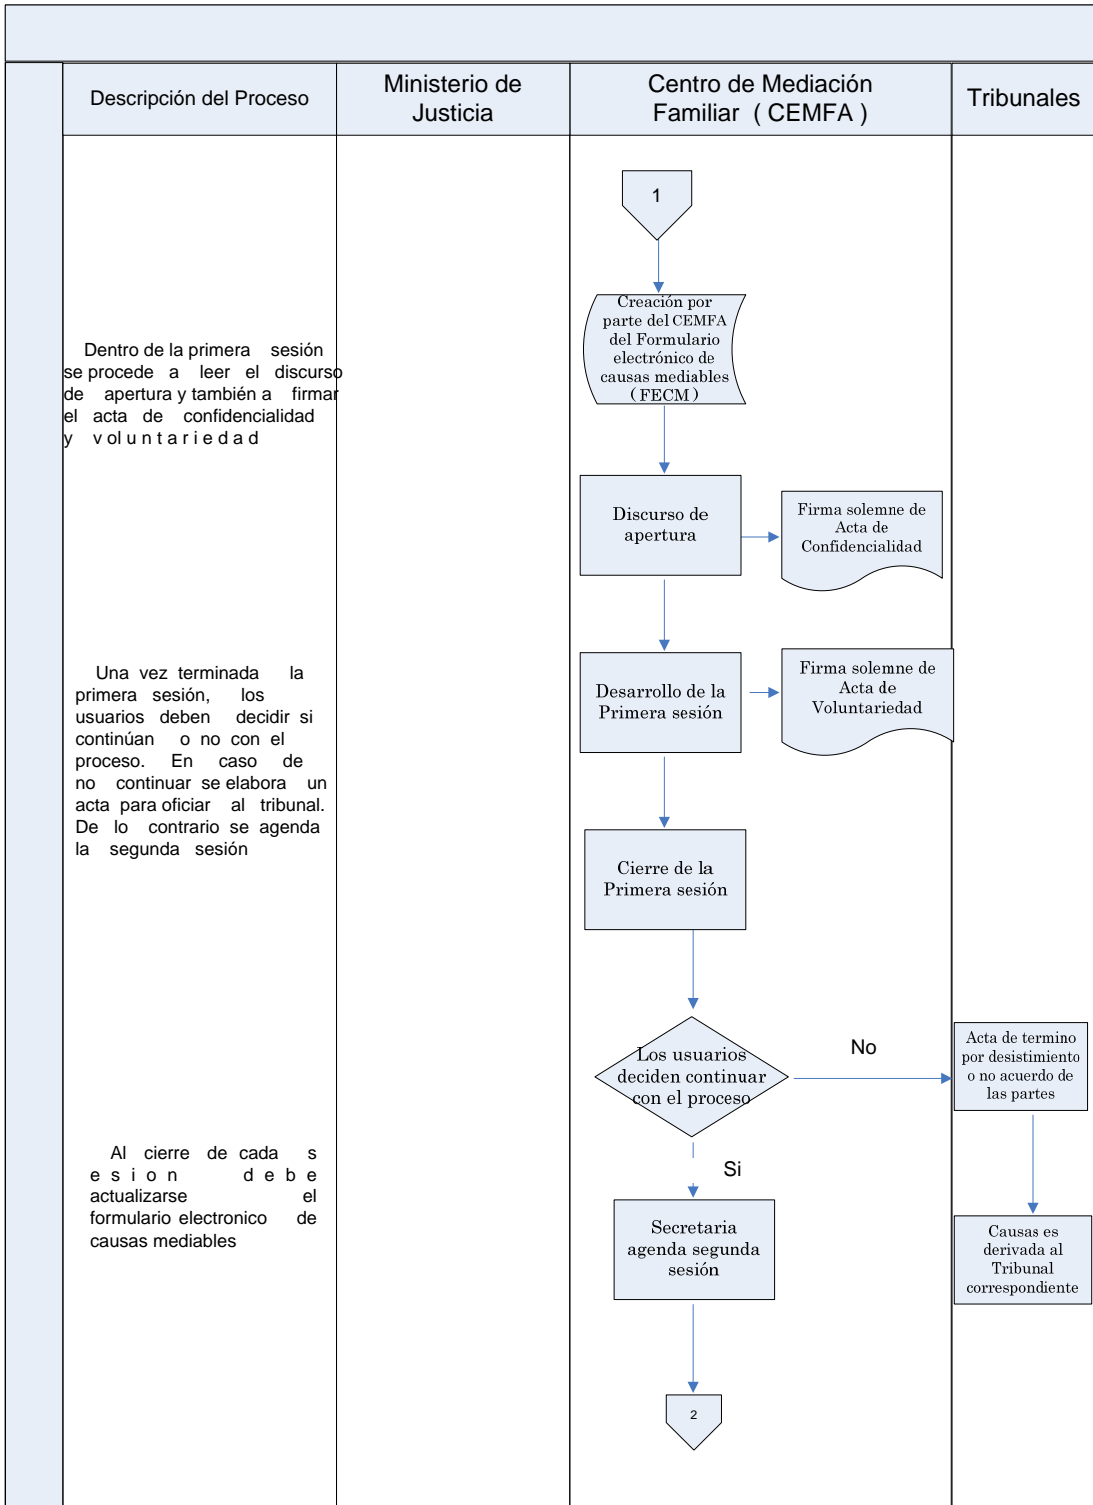 Descripción del Proceso
Ministerio de
Justicia
Centro de Mediación
Familiar ( CEMFA )
Tribunales
1
Creación por
parte del CEMFA
del Formulario
electrónico de
causas mediables
( FECM )
Dentro de la primera sesión
se procede a leer el discurso
de apertura y también a firmar
el acta de confidencialidad
y voluntariedad
Discurso de
apertura
Firma solemne de
Acta de
Confidencialidad
Una vez terminada la
primera sesión, los
usuarios deben decidir si
continúan o no con el
proceso. En caso de
no continuar se elabora un
acta para oficiar al tribunal.
De lo contrario se agenda
la segunda sesión
Desarrollo de la
Primera sesión
Firma solemne de
Acta de
Voluntariedad
Cierre de la
Primera sesión
Los usuarios
deciden continuar
con el proceso
No
Acta de termino
por desistimiento
o no acuerdo de
las partes
Si
Al cierre de cada s
esion debe
actualizarse el
formulario electronico de
causas mediables
Secretaria
agenda segunda
sesión
Causas es
derivada al
Tribunal
correspondiente
2